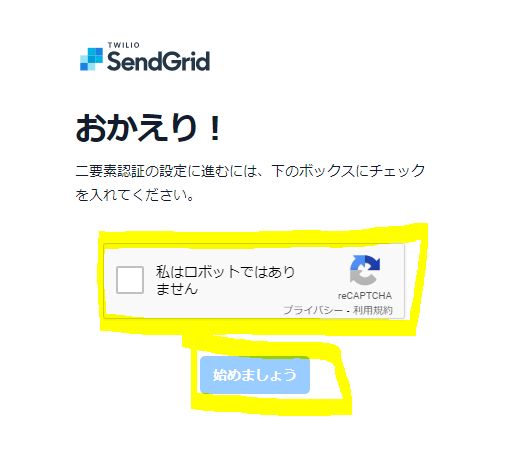 TWILIO
SendGrid
おかえり！
二要素認証の設定に進むには、下のボックスにチェック
を入れてください。
私はロボットではあり
ません
reCAPTCHA
プライバシー - 利用規約
始めましょう